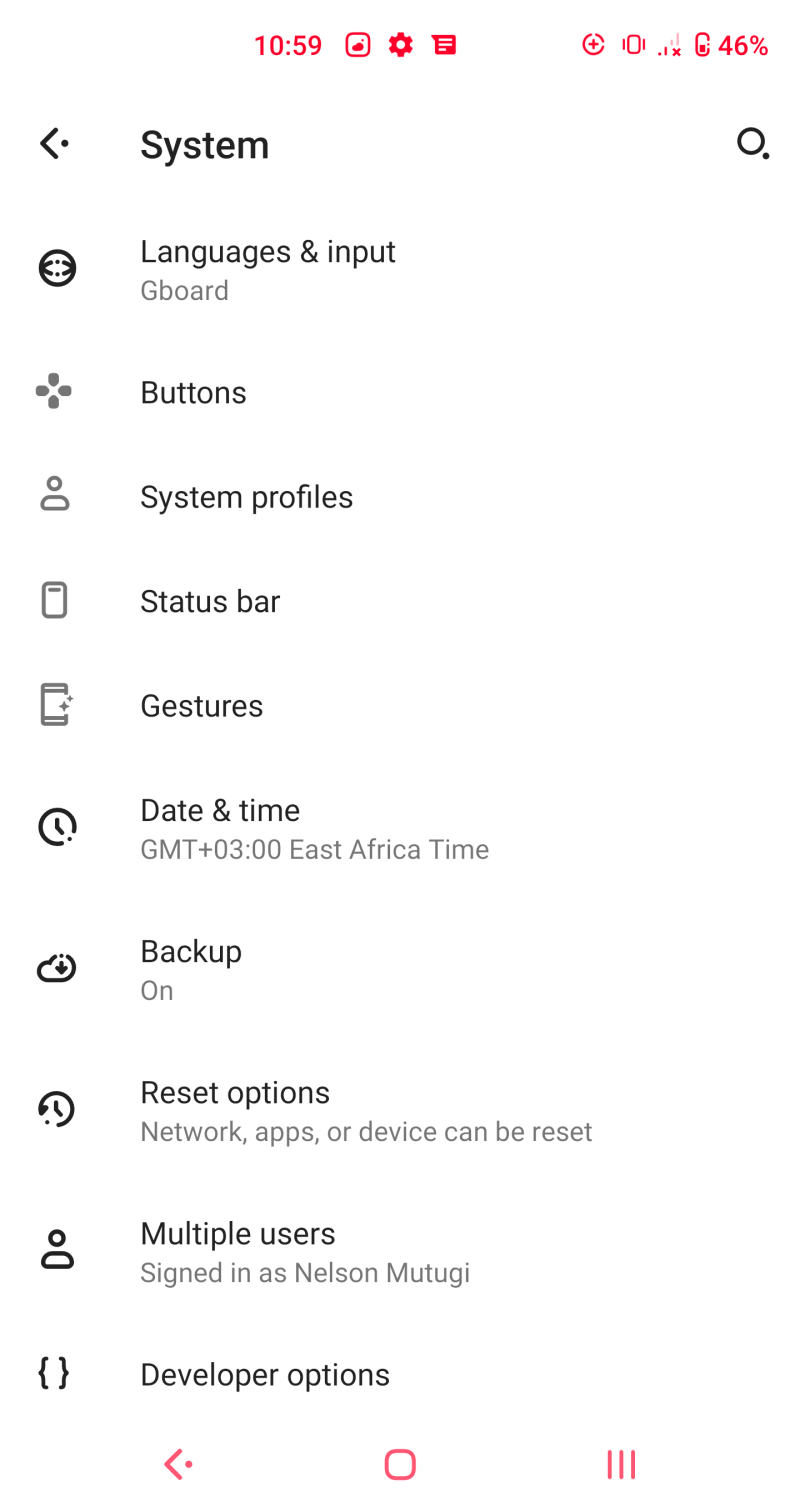 10:59 46%
System
Languages & input
Gboard
Buttons
System profiles
Status bar
Gestures
Date & time
GMT+03:00 East Africa Time
Backup
On
Reset options
Network, apps, or device can be reset
Multiple users
Signed in as Nelson Mutugi
{ } Developer options